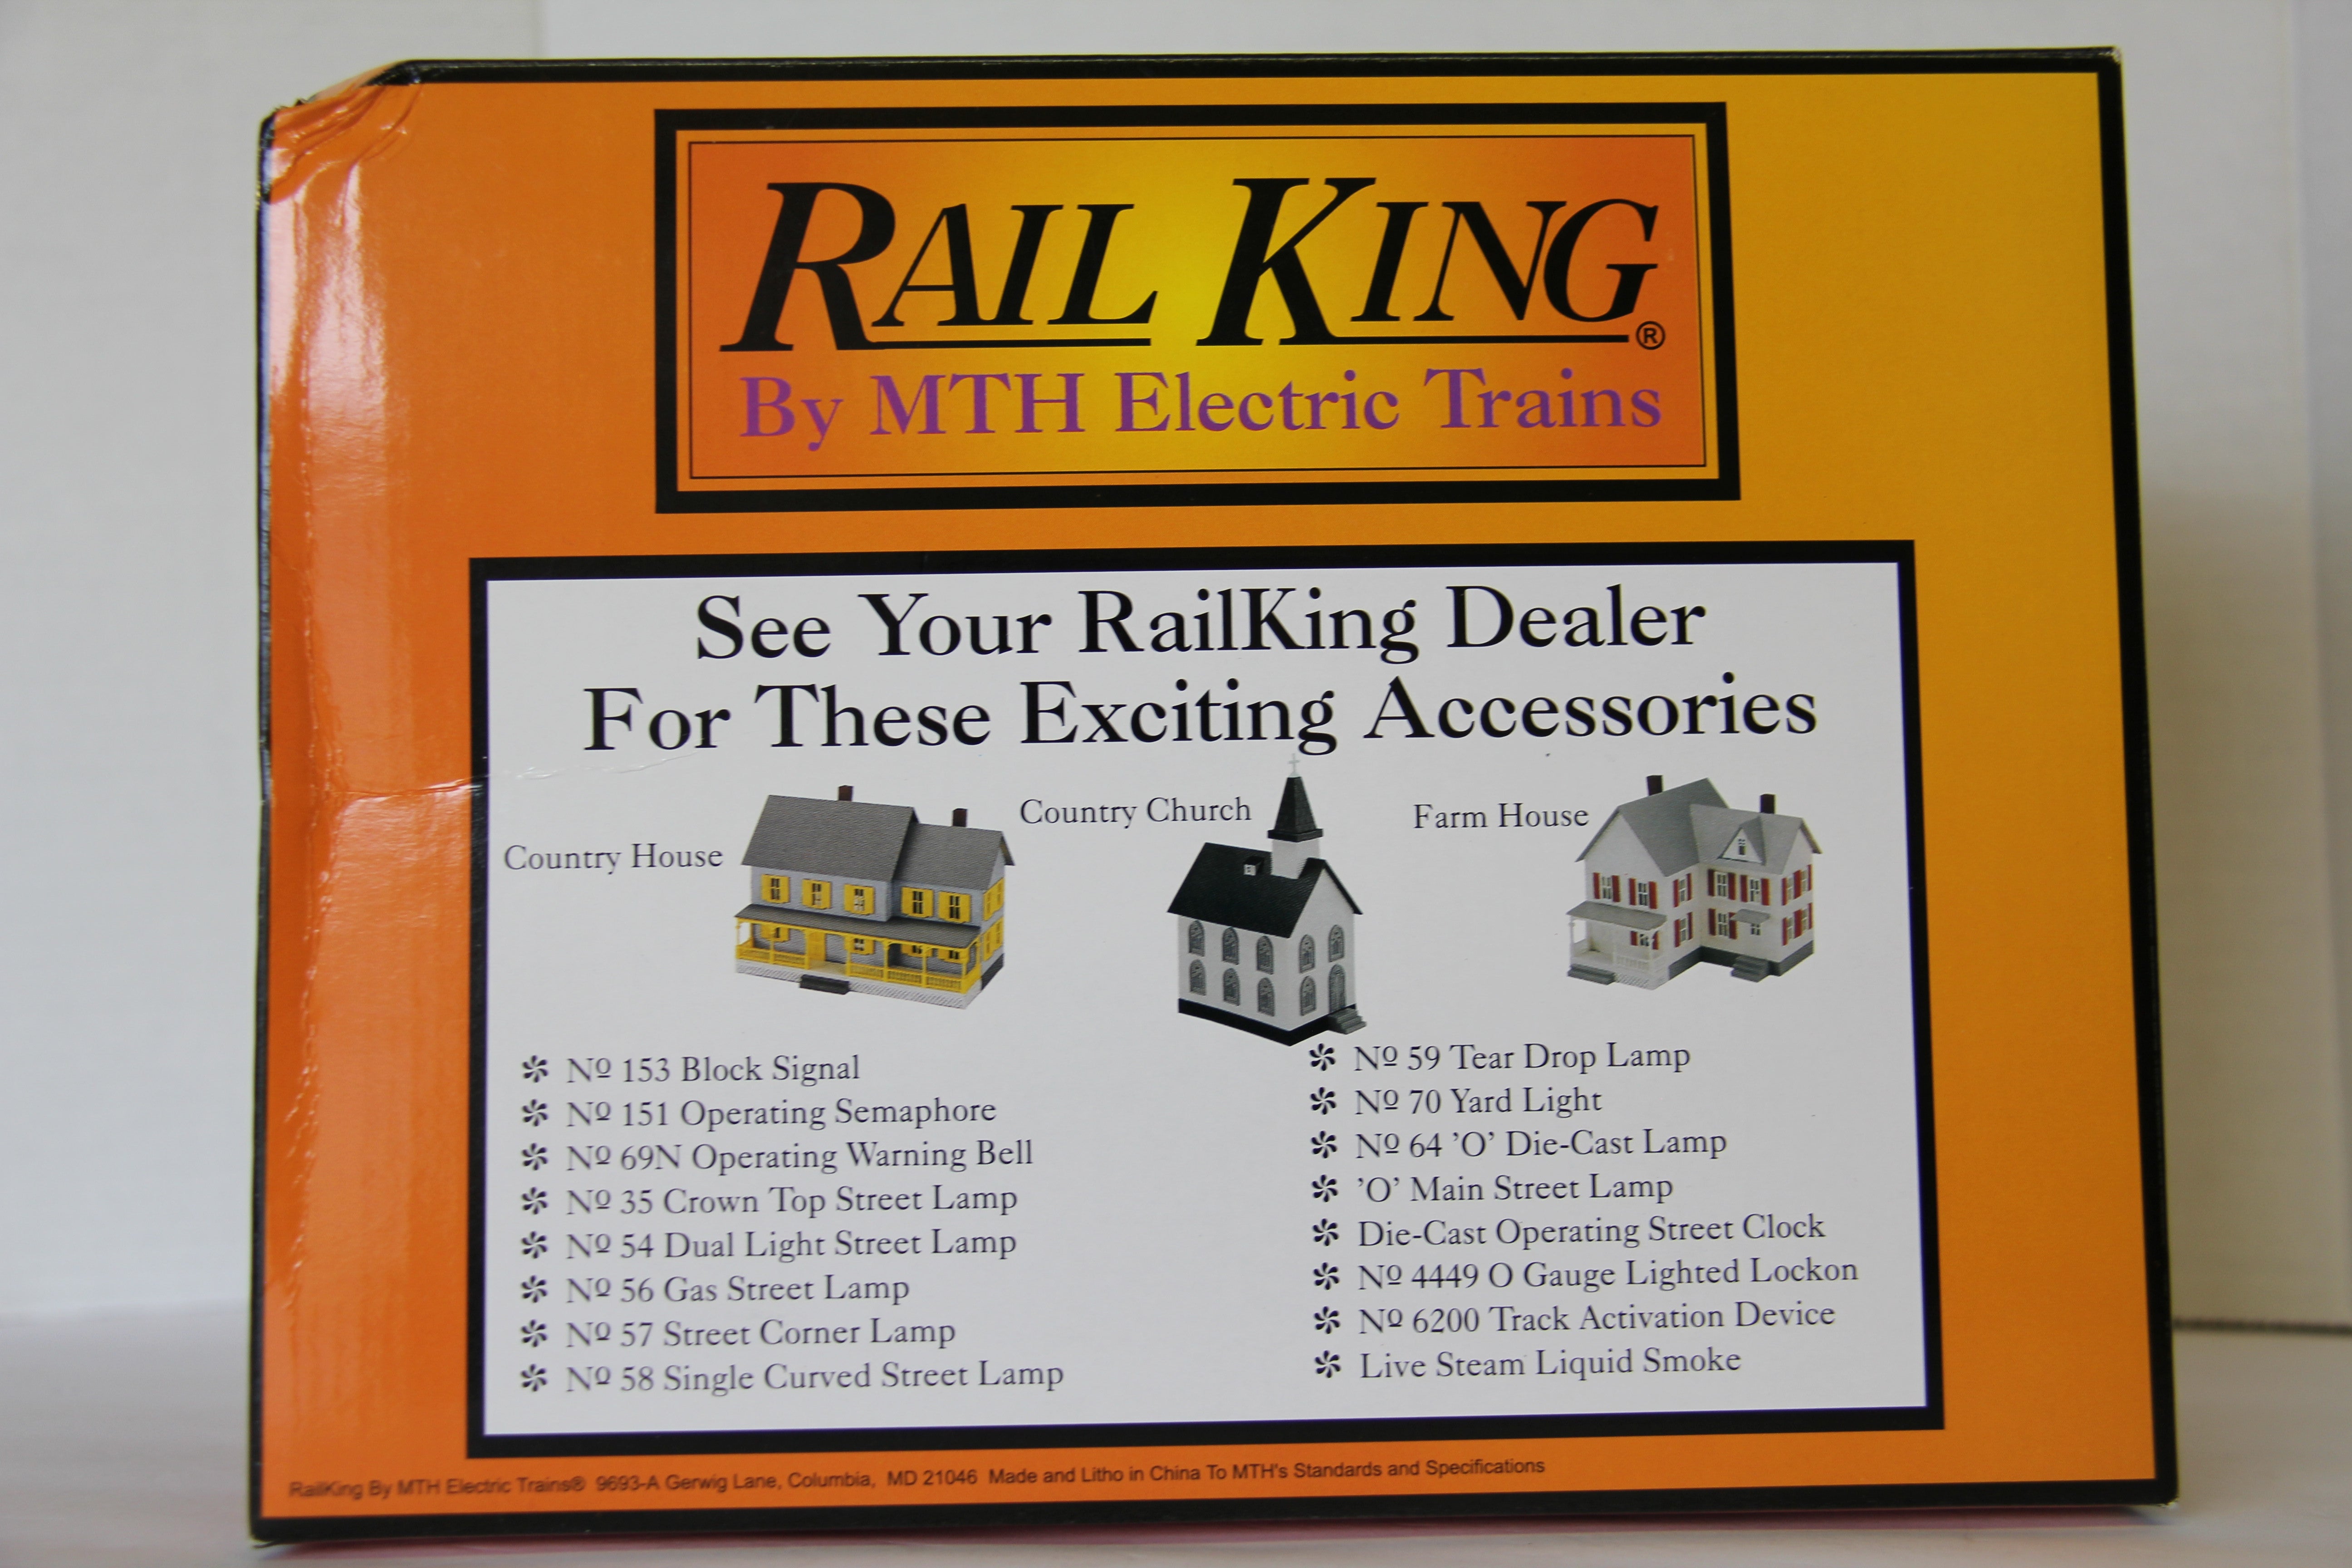 RAIL KING®
By MTH Electric Trains
See Your RailKing Dealer
For These Exciting Accessories
Country House
Country Church
Farm House
✻ Nº 153 Block Signal
✻ Nº 151 Operating Semaphore
✻ Nº 69N Operating Warning Bell
✻ Nº 35 Crown Top Street Lamp
✻ Nº 54 Dual Light Street Lamp
✻ Nº 56 Gas Street Lamp
✻ Nº 57 Street Corner Lamp
✻ Nº 58 Single Curved Street Lamp
✻ Nº 59 Tear Drop Lamp
✻ Nº 70 Yard Light
✻ Nº 64 ’O’ Die-Cast Lamp
✻ ’O’ Main Street Lamp
✻ Die-Cast Operating Street Clock
✻ Nº 4449 O Gauge Lighted Lockon
✻ Nº 6200 Track Activation Device
✻ Live Steam Liquid Smoke
RailKing By MTH Electric Trains® 9693-A Gerwig Lane, Columbia, MD 21046 Made and Litho in China To MTH's Standards and Specifications